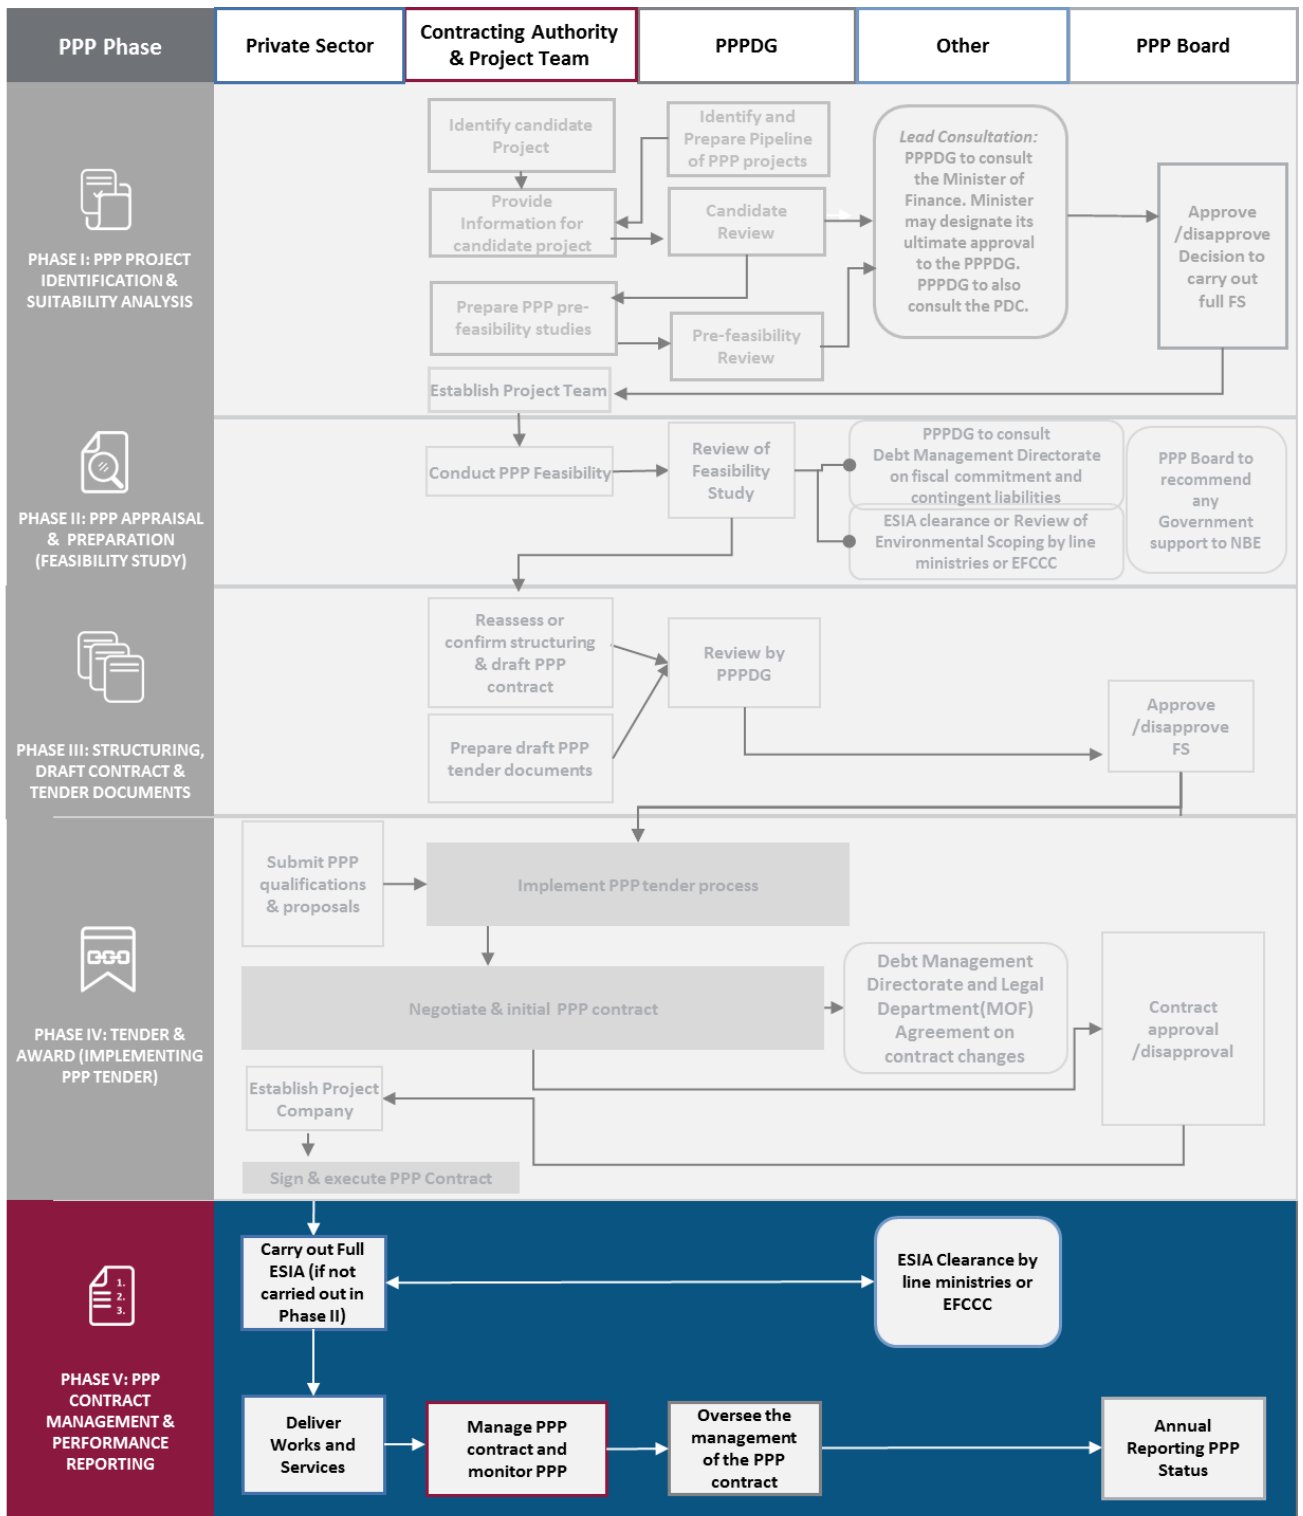 PPP Phase
Private Sector
Contracting Authority
& Project Team
PPPDG
Other
PPP Board
PHASE I: PPP PROJECT
IDENTIFICATION &
SUITABILITY ANALYSIS
Identify candidate
Project
Identify and
Prepare Pipeline
of PPP projects
Provide
Information for
candidate project
Candidate
Review
Lead Consultation:
PPPDG to consult
the Minister of
Finance. Minister
may designate its
ultimate approval
to the PPPDG.
PPPDG to also
consult the PDC.
Approve
/disapprove
Decision to
carry out
full FS
Prepare PPP pre-
feasibility studies
Pre-feasibility
Review
Establish Project Team
PHASE II: PPP APPRAISAL
& PREPARATION
(FEASIBILITY STUDY)
Conduct PPP Feasibility
Review of
Feasibility
Study
PPPDG to consult
Debt Management Directorate
on fiscal commitment and
contingent liabilities
ESIA clearance or Review of
Environmental Scoping by line
ministries or EFCCC
PPP Board to
recommend
any
Government
support to NBE
PHASE III: STRUCTURING,
DRAFT CONTRACT &
TENDER DOCUMENTS
Reassess or
confirm structuring
& draft PPP
contract
Review by
PPPDG
Prepare draft PPP
tender documents
Approve
/disapprove
FS
PHASE IV: TENDER &
AWARD (IMPLEMENTING
PPP TENDER)
Submit PPP
qualifications
& proposals
Implement PPP tender process
Negotiate & initial PPP contract
Debt Management
Directorate and Legal
Department(MOF)
Agreement on
contract changes
Contract
approval
/disapproval
Establish Project
Company
Sign & execute PPP Contract
1.
2.
3.
PHASE V: PPP
CONTRACT
MANAGEMENT &
PERFORMANCE
REPORTING
Carry out Full
ESIA (if not
carried out in
Phase II)
ESIA Clearance by
line ministries or
EFCCC
Deliver
Works and
Services
Manage PPP
contract and
monitor PPP
Oversee the
management
of the PPP
contract
Annual
Reporting PPP
Status